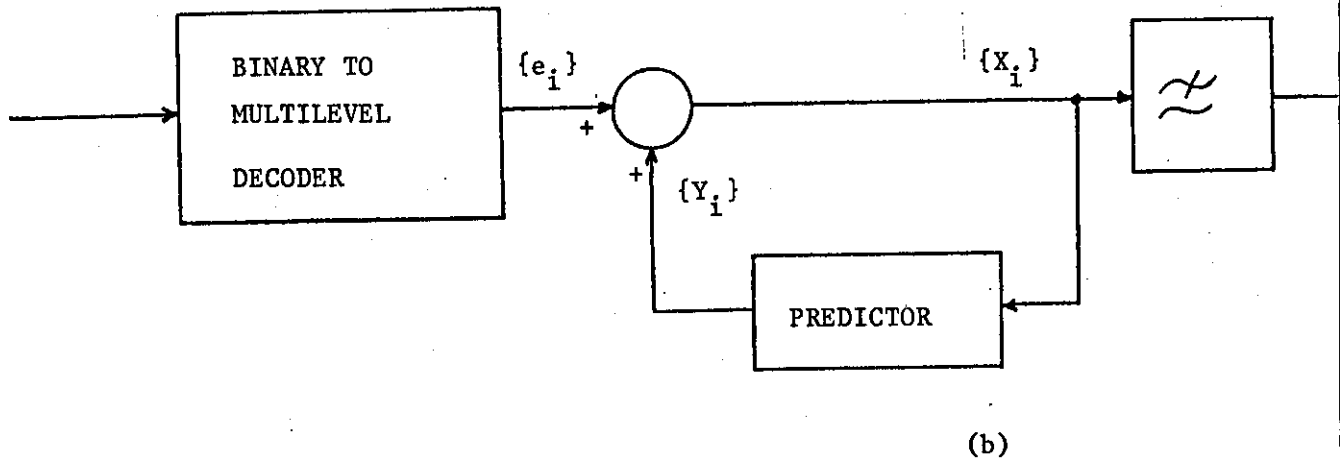 BINARY TO
MULTILEVEL
DECODER
{e_i}
+
+
{Y_i}
{X_i}
PREDICTOR
(b)